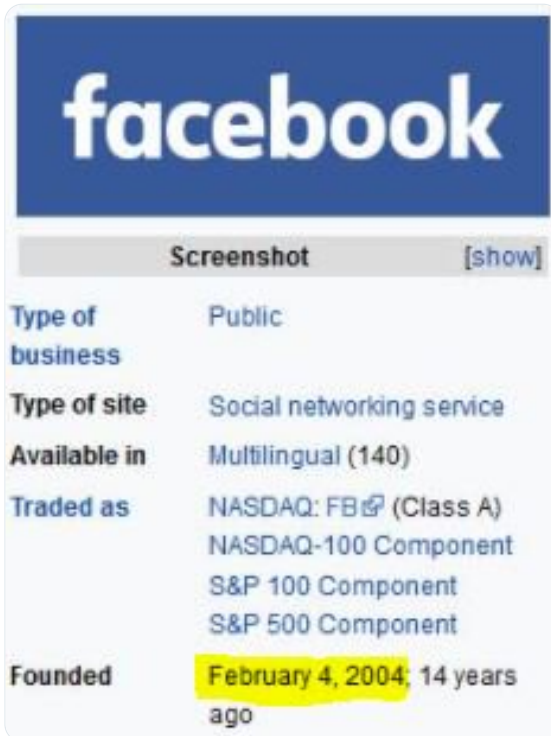 facebook
Screenshot [show]
Type of business Public
Type of site Social networking service
Available in Multilingual (140)
Traded as NASDAQ: FB (Class A)
NASDAQ-100 Component
S&P 100 Component
S&P 500 Component
Founded February 4, 2004; 14 years
ago